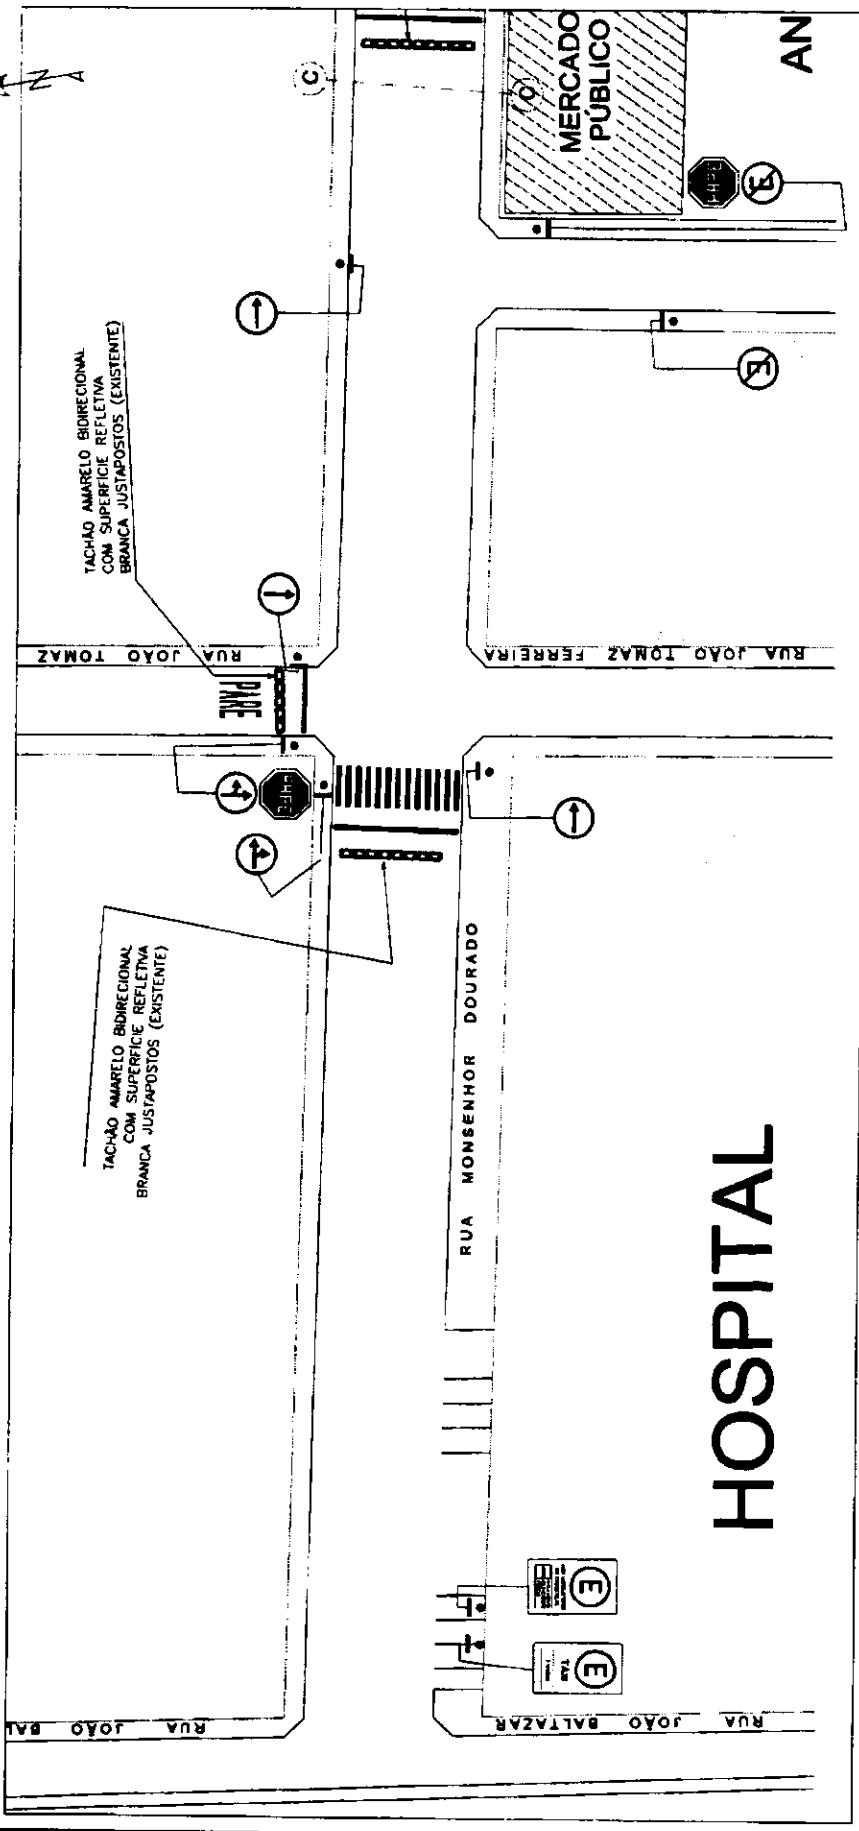 TACHÃO AMARELO BIDIRECIONAL
COM SUPERFÍCIE REFLETIVA
BRANCA JUSTAPOSTOS (EXISTENTE)
TACHÃO AMARELO BIDIRECIONAL
COM SUPERFÍCIE REFLETIVA
BRANCA JUSTAPOSTOS (EXISTENTE)
RUA JOÃO BAL
RUA JOÃO TOMAZ
PARE
C
C
N
RUA MONSENHOR DOURADO
RUA JOÃO BALTAZAR
RUA JOÃO TOMAZ FERREIRA
MERCADO
PÚBLICO
TAXI
E
E
E
E
HOSPITAL
AN